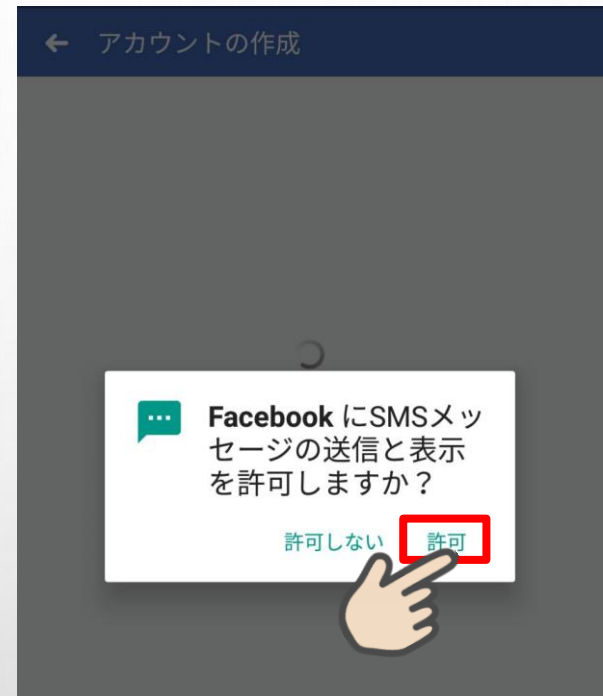 ← アカウントの作成
Facebook にSMSメッ
セージの送信と表示
を許可しますか？
許可しない 許可